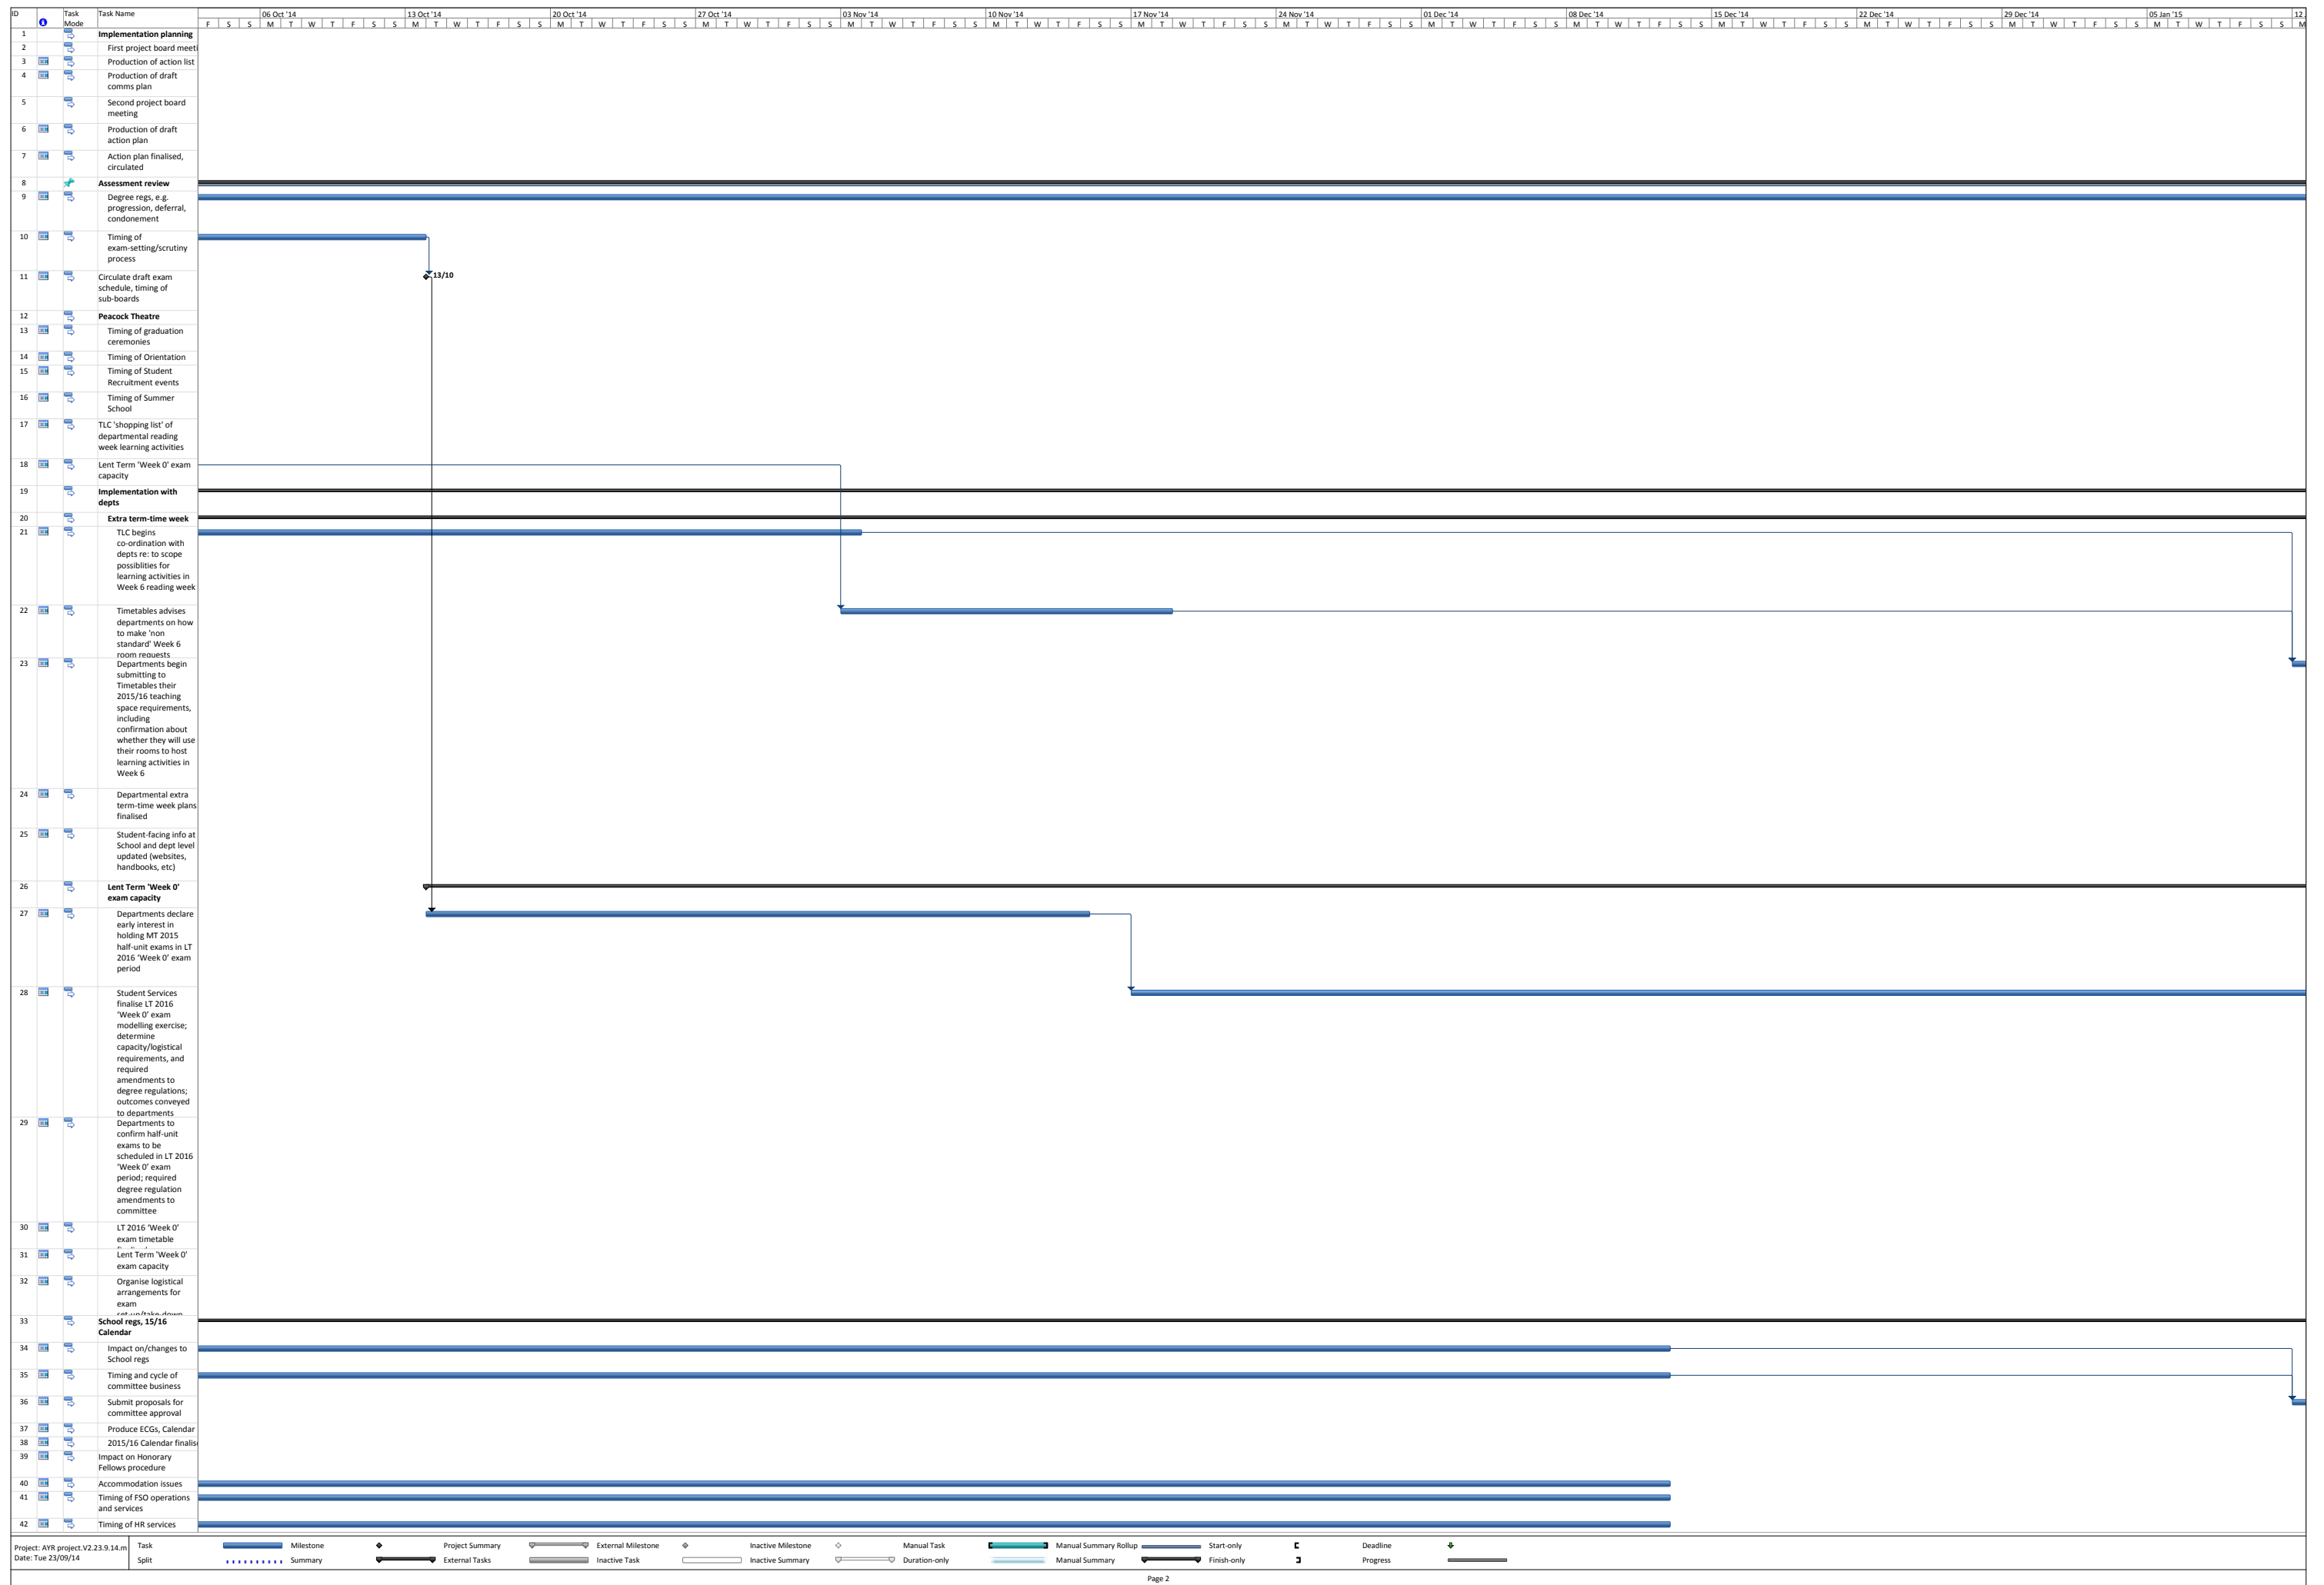 ID Task Mode Task Name
06 Oct '14 13 Oct '14 20 Oct '14 27 Oct '14 03 Nov '14 10 Nov '14 17 Nov '14 24 Nov '14 01 Dec '14 08 Dec '14 15 Dec '14 22 Dec '14 29 Dec '14 05 Jan '15 12
F S S M T W T F S S M T W T F S S M T W T F S S M T W T F S S M T W T F S S M T W T F S S M T W T F S S M T W T F S S M T W T F S S M T W T F S S M T W T F S S M T W T F S S M T W T F S S M T W T F S S M
1 Implementation planning
2 First project board meeti
3 Production of action list
4 Production of draft
comms plan
5 Second project board
meeting
6 Production of draft
action plan
7 Action plan finalised,
circulated
8 Assessment review
9 Degree regs, e.g.
progression, deferral,
condonement
10 Timing of
exam-setting/scrutiny
process
11 Circulate draft exam
schedule, timing of
sub-boards
13/10
12 Peacock Theatre
13 Timing of graduation
ceremonies
14 Timing of Orientation
15 Timing of Student
Recruitment events
16 Timing of Summer
School
17 TLC 'shopping list' of
departmental reading
week learning activities
18 Lent Term 'Week 0' exam
capacity
19 Implementation with
depts
20 Extra term-time week
21 TLC begins
co-ordination with
depts re: to scope
possiblities for
learning activities in
Week 6 reading week
22 Timetables advises
departments on how
to make 'non
standard' Week 6
room requests
23 Departments begin
submitting to
Timetables their
2015/16 teaching
space requirements,
including
confirmation about
whether they will use
their rooms to host
learning activities in
Week 6
24 Departmental extra
term-time week plans
finalised
25 Student-facing info at
School and dept level
updated (websites,
handbooks, etc)
26 Lent Term 'Week 0'
exam capacity
27 Departments declare
early interest in
holding MT 2015
half-unit exams in LT
2016 'Week 0' exam
period
28 Student Services
finalise LT 2016
'Week 0' exam
modelling exercise;
determine
capacity/logistical
requirements, and
required
amendments to
degree regulations;
outcomes conveyed
to departments
29 Departments to
confirm half-unit
exams to be
scheduled in LT 2016
'Week 0' exam
period; required
degree regulation
amendments to
committee
30 LT 2016 'Week 0'
exam timetable
31 Lent Term 'Week 0'
exam capacity
32 Organise logistical
arrangements for
exam
set-up/take-down
33 School regs, 15/16
Calendar
34 Impact on/changes to
School regs
35 Timing and cycle of
committee business
36 Submit proposals for
committee approval
37 Produce ECGs, Calendar
38 2015/16 Calendar finalis
39 Impact on Honorary
Fellows procedure
40 Accommodation issues
41 Timing of FSO operations
and services
42 Timing of HR services
Project: AYR project.V2.23.9.14.m
Date: Tue 23/09/14
Task Milestone Project Summary External Milestone Inactive Milestone Manual Task Manual Summary Rollup Start-only Deadline
Split Summary External Tasks Inactive Task Inactive Summary Duration-only Manual Summary Finish-only Progress
Page 2